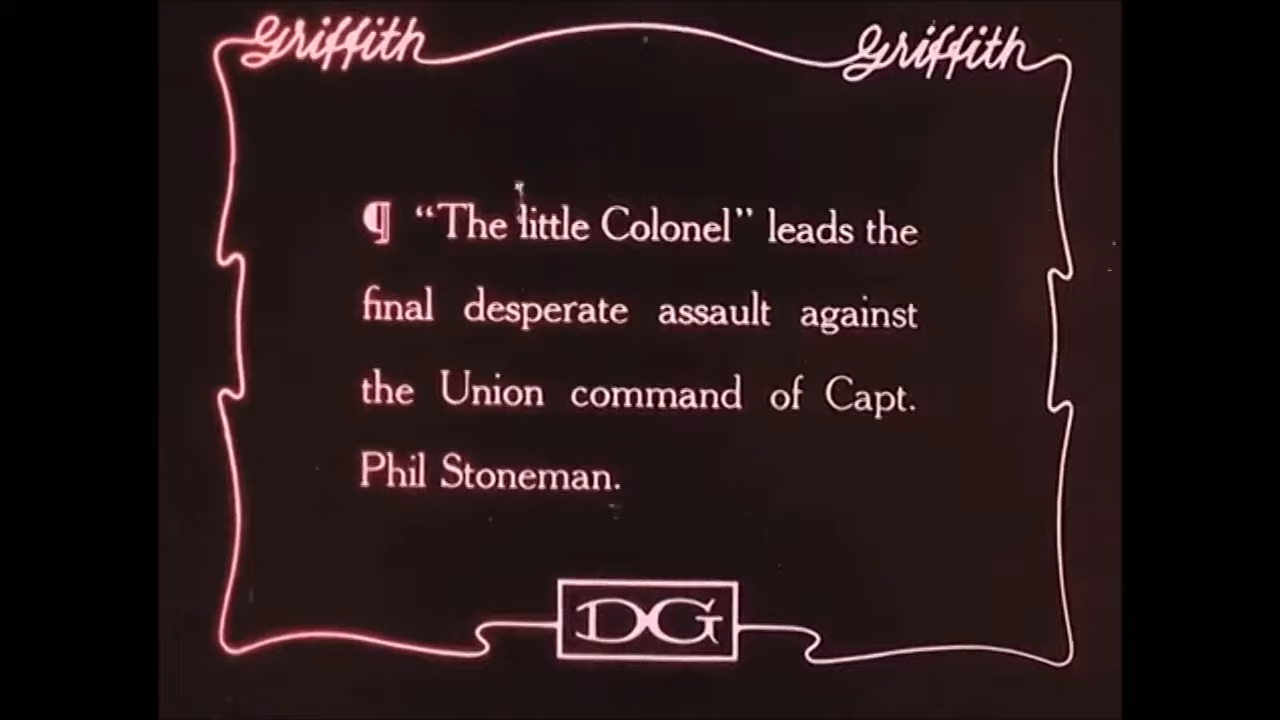 Griffith Griffith
¶ “The little Colonel” leads the
final desperate assault against
the Union command of Capt.
Phil Stoneman.
DG